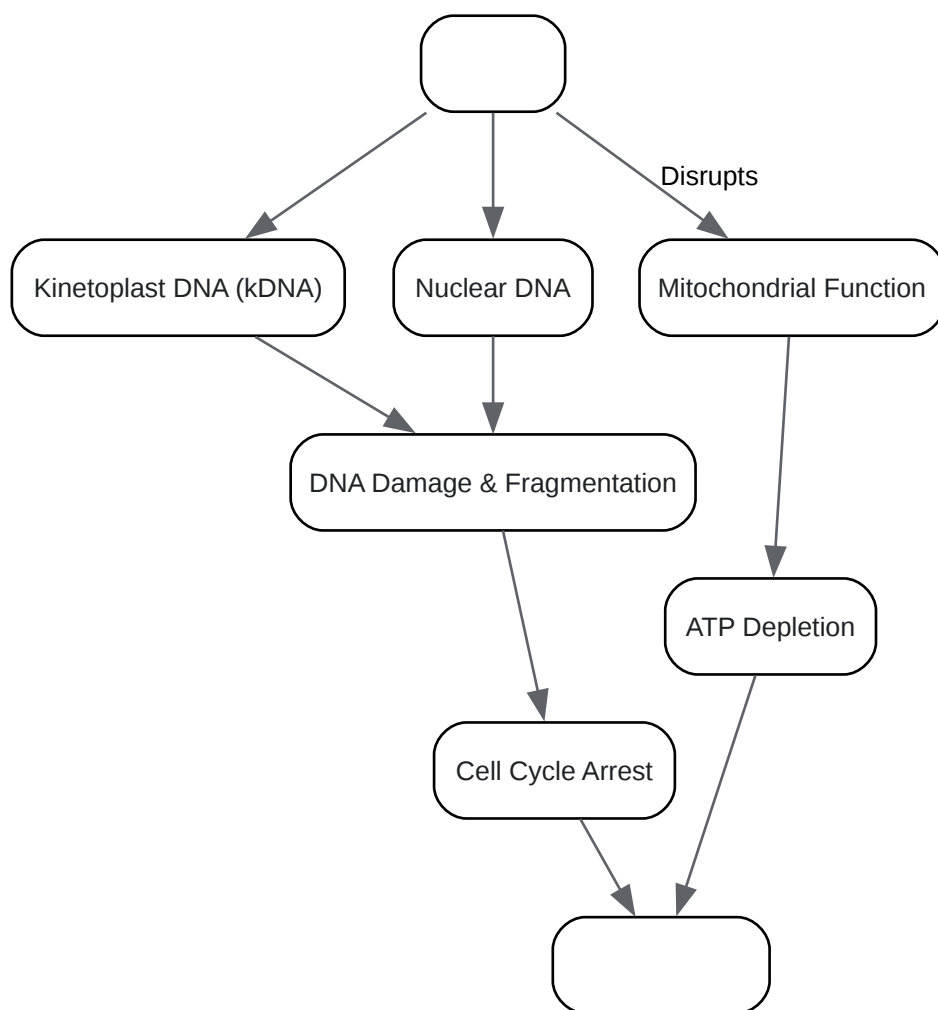 Disrupts
Kinetoplast DNA (kDNA)
Nuclear DNA
Mitochondrial Function
DNA Damage & Fragmentation
ATP Depletion
Cell Cycle Arrest